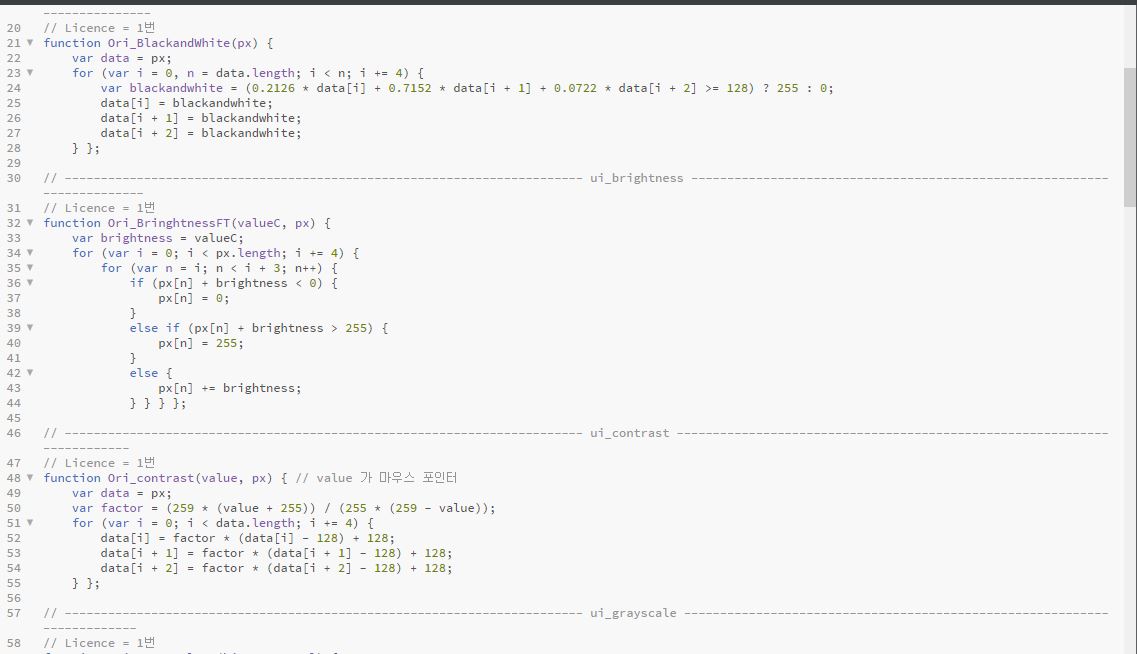 ---------------
20 // Licence = 1번
21 ▼ function Ori_BlackandWhite(px) {
22 var data = px;
23 ▼ for (var i = 0, n = data.length; i < n; i += 4) {
24 var blackandwhite = (0.2126 * data[i] + 0.7152 * data[i + 1] + 0.0722 * data[i + 2] >= 128) ? 255 : 0;
25 data[i] = blackandwhite;
26 data[i + 1] = blackandwhite;
27 data[i + 2] = blackandwhite;
28 } };
29
30 // ------------------------------------------------------------------------ ui_brightness ----------------------------------------------------------
--------------
31 // Licence = 1번
32 ▼ function Ori_BringhtnessFT(valueC, px) {
33 var brightness = valueC;
34 ▼ for (var i = 0; i < px.length; i += 4) {
35 ▼ for (var n = i; n < i + 3; n++) {
36 ▼ if (px[n] + brightness < 0) {
37 px[n] = 0;
38 }
39 ▼ else if (px[n] + brightness > 255) {
40 px[n] = 255;
41 }
42 ▼ else {
43 px[n] += brightness;
44 } } } };
45
46 // ------------------------------------------------------------------------ ui_contrast ------------------------------------------------------------
------------
47 // Licence = 1번
48 ▼ function Ori_contrast(value, px) { // value 가 마우스 포인터
49 var data = px;
50 var factor = (259 * (value + 255)) / (255 * (259 - value));
51 ▼ for (var i = 0; i < data.length; i += 4) {
52 data[i] = factor * (data[i] - 128) + 128;
53 data[i + 1] = factor * (data[i + 1] - 128) + 128;
54 data[i + 2] = factor * (data[i + 2] - 128) + 128;
55 } };
56
57 // ------------------------------------------------------------------------ ui_grayscale -----------------------------------------------------------
-------------
58 // Licence = 1번